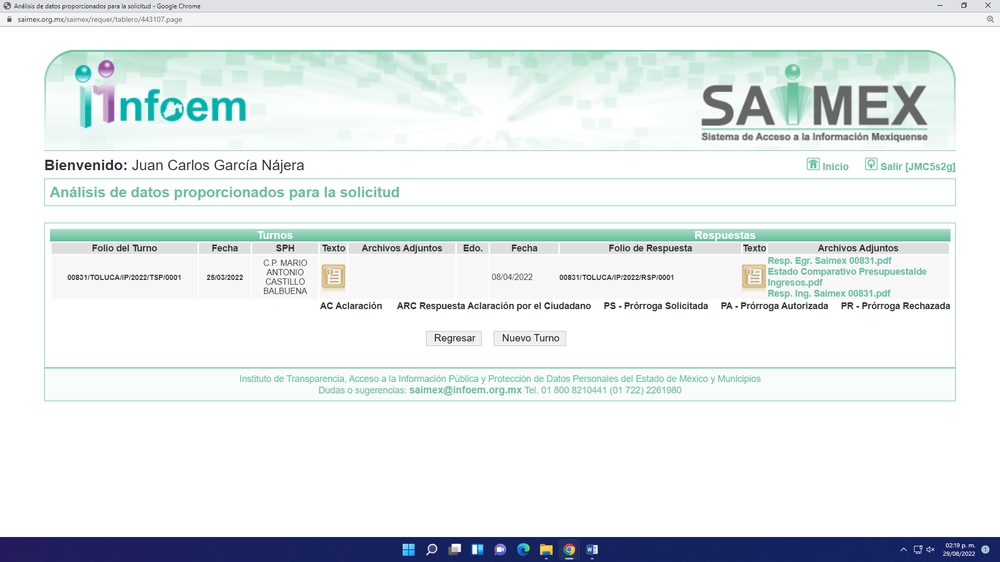 Análisis de datos proporcionados para la solicitud - Google Chrome
saimex.org.mx/saimex/requer/tablero/443107.page
infoem
SAIMEX
Sistema de Acceso a la Información Mexiquense
Bienvenido: Juan Carlos García Nájera
Inicio
Salir [JMC5s2g]
Análisis de datos proporcionados para la solicitud
Turnos
Respuestas
Folio del Turno
Fecha
SPH
Texto
Archivos Adjuntos
Edo.
Fecha
Folio de Respuesta
Texto
Archivos Adjuntos
00831/TOLUCA/IP/2022/TSP/0001
25/03/2022
C.P. MARIO
ANTONIO
CASTILLO
BALBUENA
08/04/2022
00831/TOLUCA/IP/2022/RSP/0001
Resp. Egr. Saimex 00831.pdf
Estado Comparativo Presupuestalde
Ingresos.pdf
Resp. Ing. Saimex 00831.pdf
AC Aclaración
ARC Respuesta Aclaración por el Ciudadano
PS - Prórroga Solicitada
PA - Prórroga Autorizada
PR - Prórroga Rechazada
Regresar
Nuevo Turno
Instituto de Transparencia, Acceso a la Información Pública y Protección de Datos Personales del Estado de México y Municipios
Dudas o sugerencias: saimex@infoem.org.mx Tel. 01 800 8210441 (01 722) 2261980
02:19 p. m.
29/08/2022
1